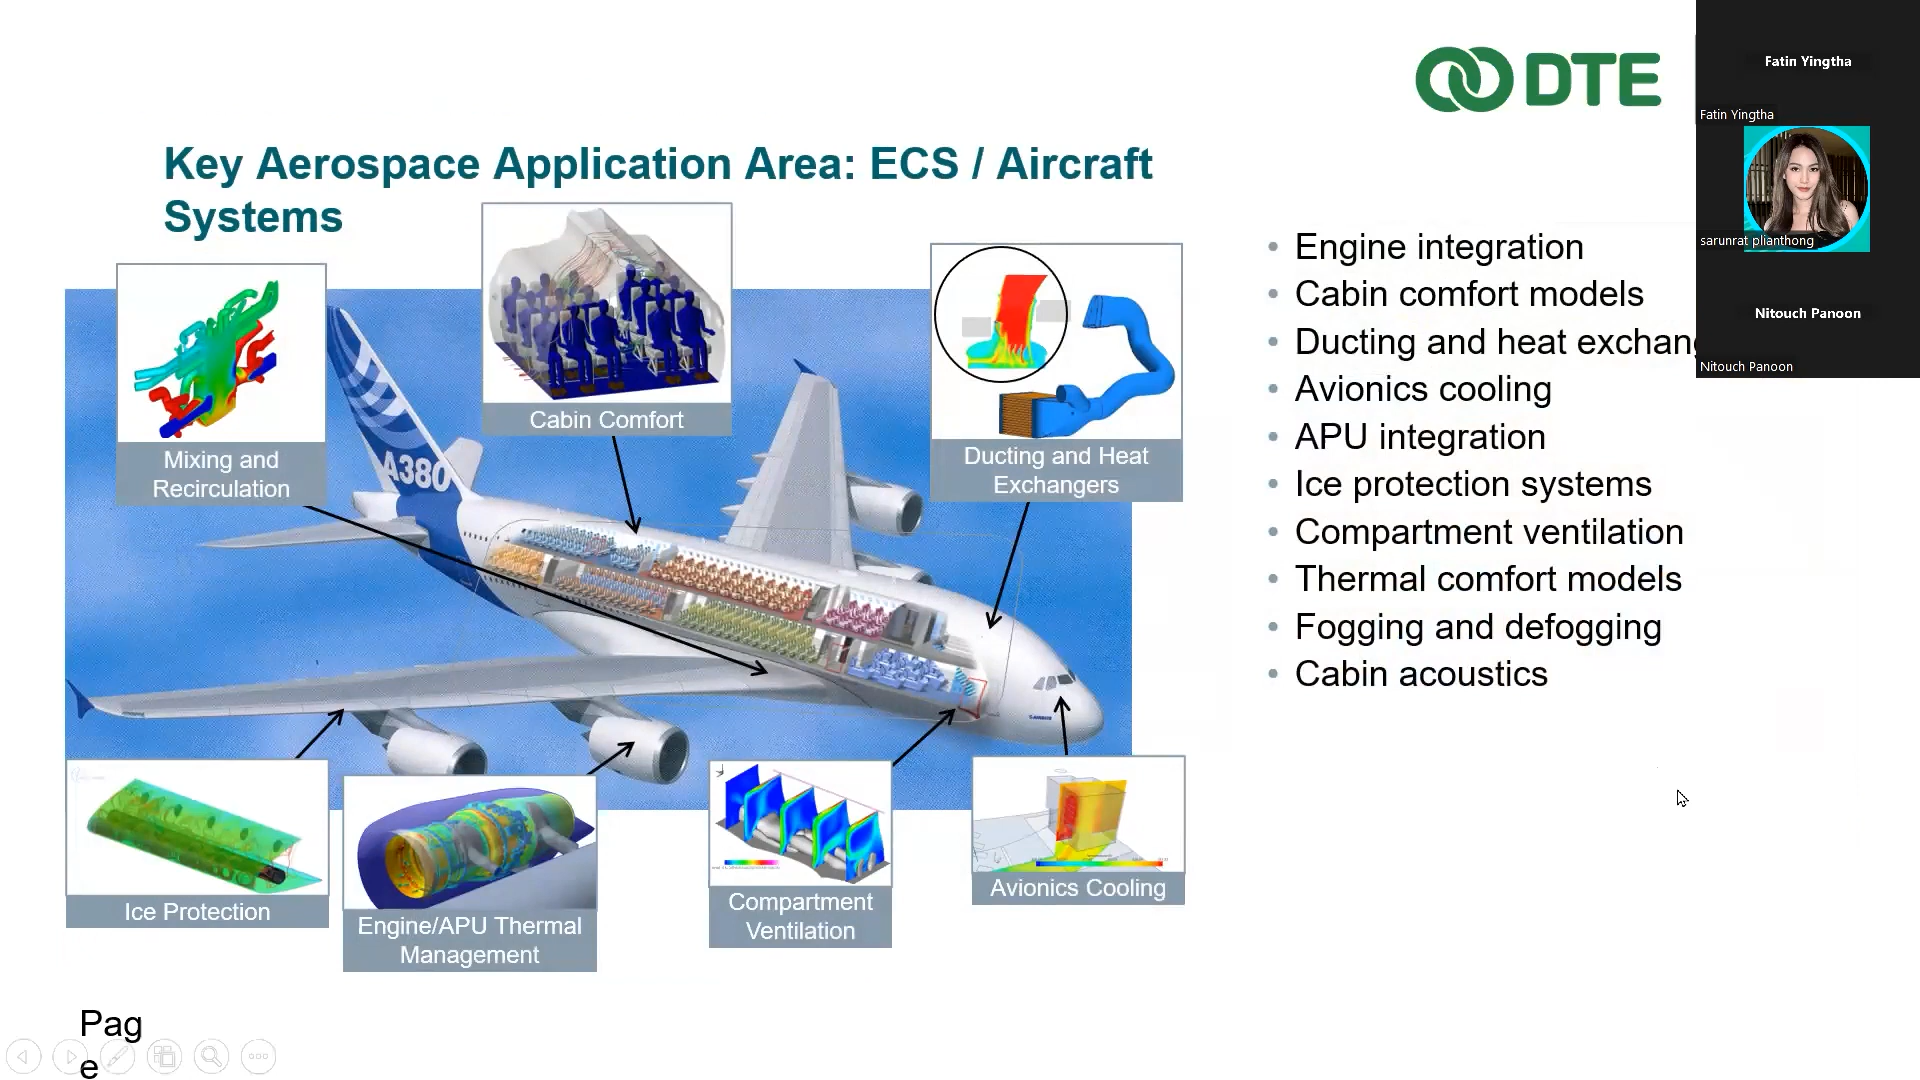 DTE
Fatin Yingtha
Fatin Yingtha
sarunrat plianthong
Nitouch Panoon
Nitouch Panoon
Key Aerospace Application Area: ECS / Aircraft
Systems
Mixing and
Recirculation
Cabin Comfort
Ducting and Heat
Exchangers
A380
AIRBUS
Ice Protection
Engine/APU Thermal
Management
Compartment
Ventilation
Avionics Cooling
• Engine integration
• Cabin comfort models
• Ducting and heat exchang
• Avionics cooling
• APU integration
• Ice protection systems
• Compartment ventilation
• Thermal comfort models
• Fogging and defogging
• Cabin acoustics
Pag
e